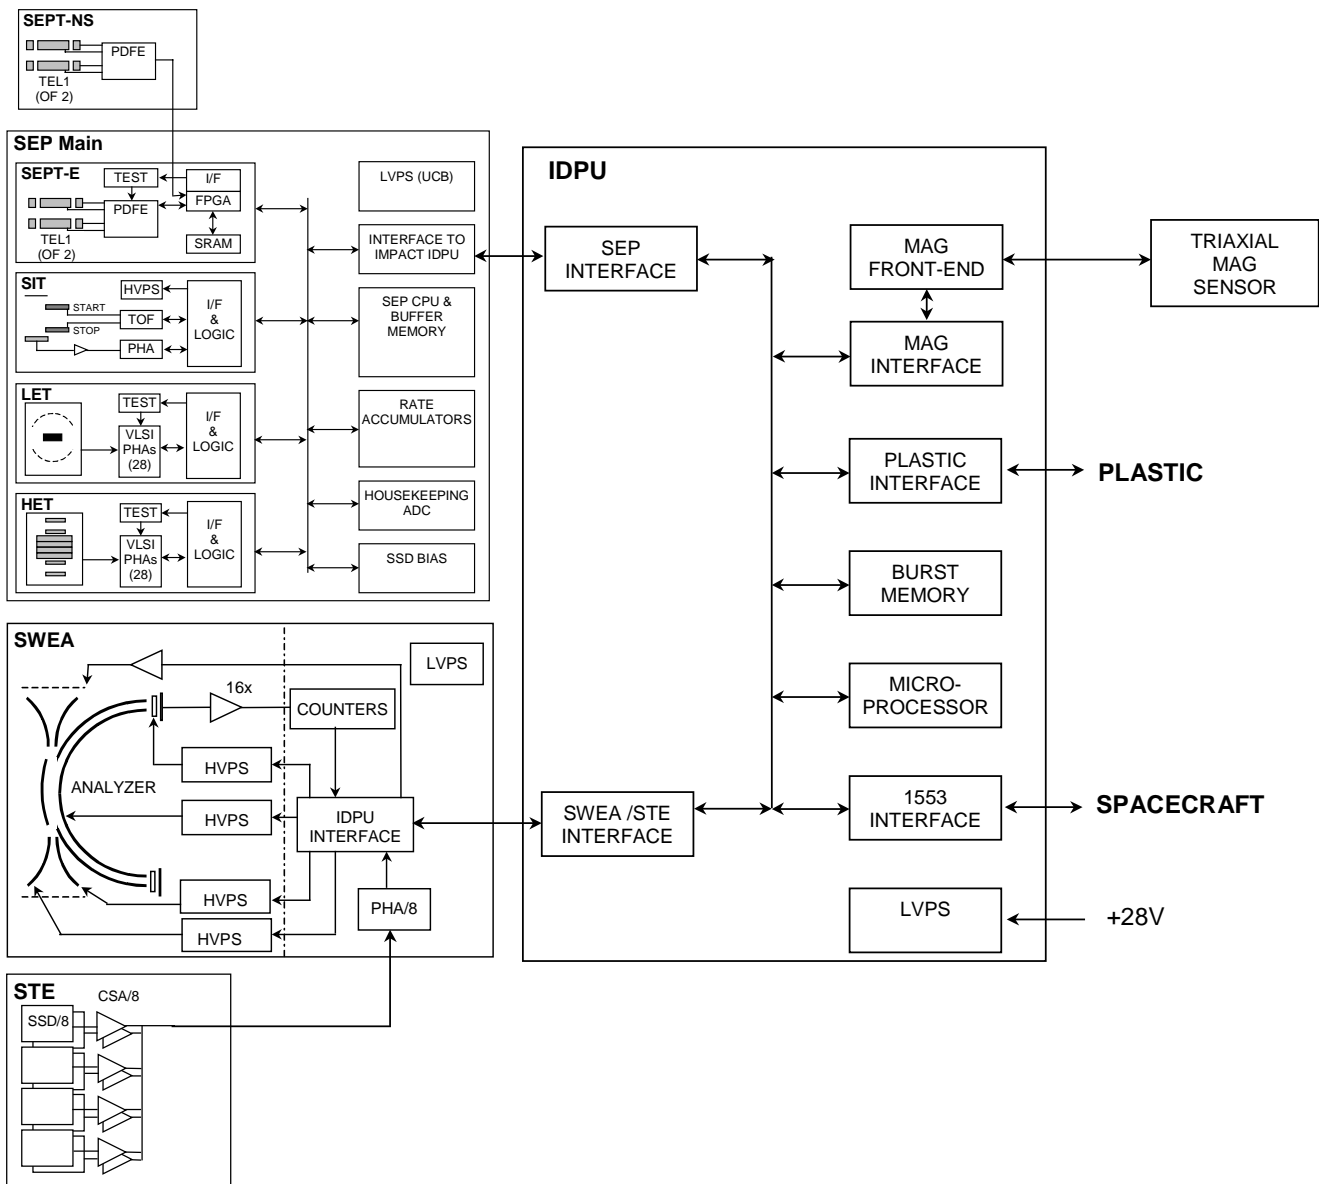 SEPT-NS
PDFE
TEL1
(OF 2)
SEP Main
SEPT-E
TEST
I/F
FPGA
PDFE
SRAM
TEL1
(OF 2)
LVPS (UCB)
INTERFACE TO
IMPACT IDPU
SIT
HVPS
START
TOF
STOP
PHA
I/F
&
LOGIC
SEP CPU &
BUFFER
MEMORY
LET
TEST
VLSI
PHAs
(28)
I/F
&
LOGIC
RATE
ACCUMULATORS
HET
TEST
VLSI
PHAs
(28)
I/F
&
LOGIC
HOUSEKEEPING
ADC
SSD BIAS
SWEA
LVPS
16x
COUNTERS
HVPS
ANALYZER
HVPS
IDPU
INTERFACE
HVPS
HVPS
PHA/8
STE
CSA/8
SSD/8
IDPU
SEP
INTERFACE
MAG
FRONT-END
TRIAXIAL
MAG
SENSOR
MAG
INTERFACE
PLASTIC
INTERFACE
PLASTIC
BURST
MEMORY
MICRO-
PROCESSOR
SWEA /STE
INTERFACE
1553
INTERFACE
SPACECRAFT
LVPS
+28V